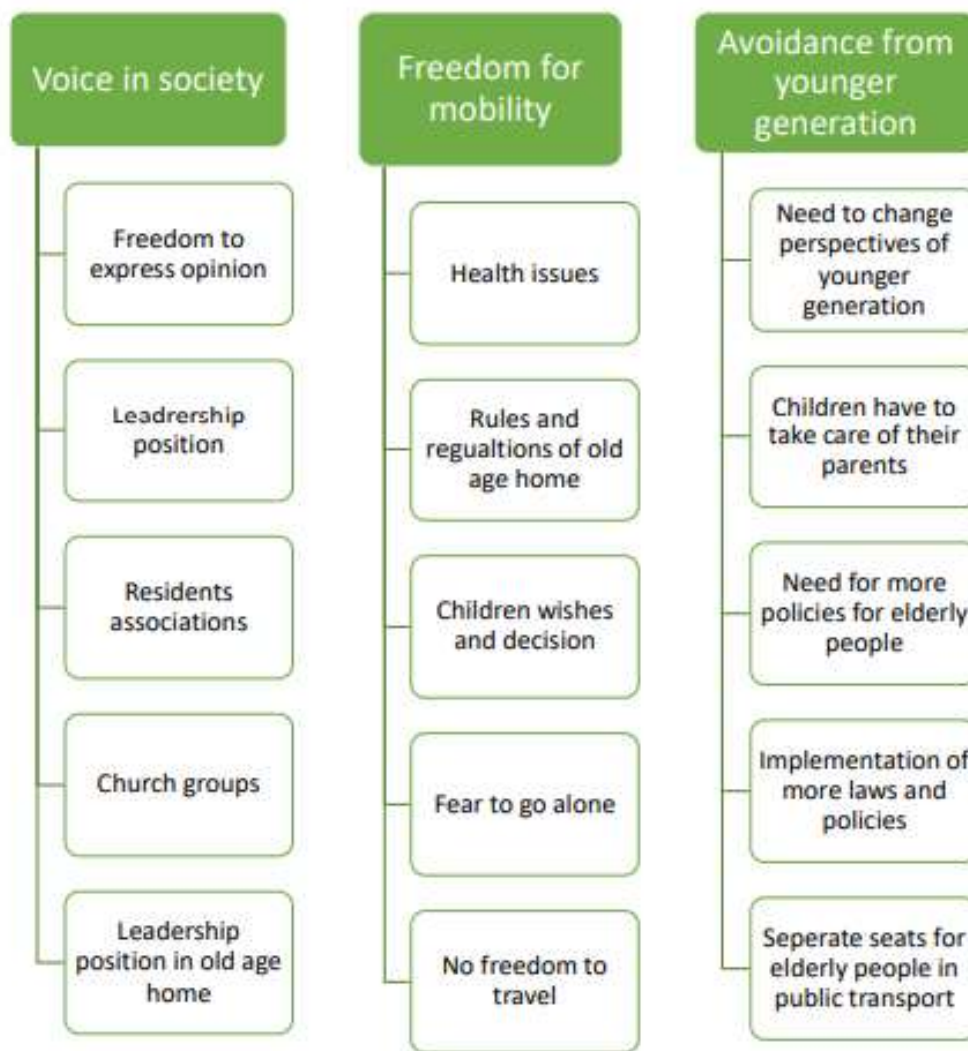 Voice in society
Freedom to
express opinion
Leadrership
position
Residents
associations
Church groups
Leadership
position in old age
home
Freedom for
mobility
Health issues
Rules and
regualtions of old
age home
Children wishes
and decision
Fear to go alone
No freedom to
travel
Avoidance from
younger
generation
Need to change
perspectives of
younger
generation
Children have to
take care of their
parents
Need for more
policies for elderly
people
Implementation of
more laws and
policies
Seperate seats for
elderly people in
public transport